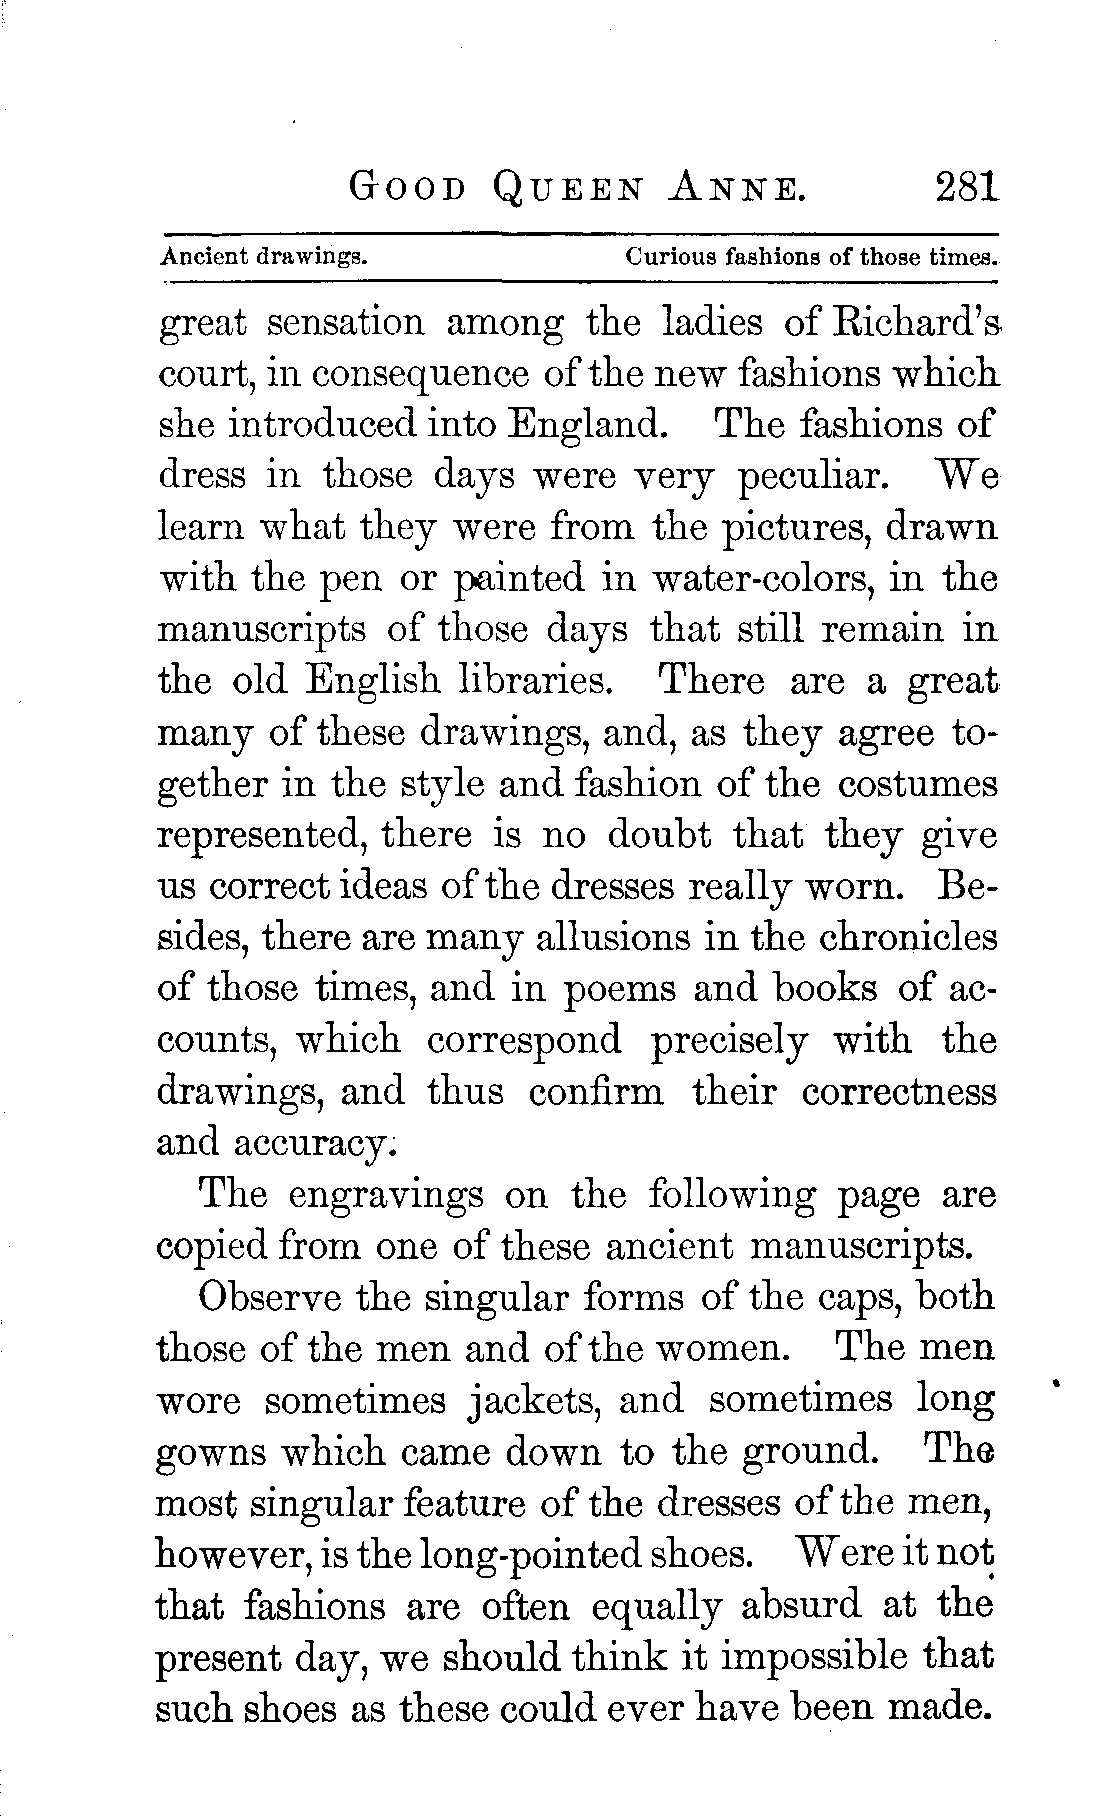 GOOD QUEEN ANNE. 281
Ancient drawings. Curious fashions of those times.
great sensation among the ladies of Richard's
court, in consequence of the new fashions which
she introduced into England. The fashions of
dress in those days were very peculiar. We
learn what they were from the pictures, drawn
with the pen or painted in water-colors, in the
manuscripts of those days that still remain in
the old English libraries. There are a great
many of these drawings, and, as they agree to-
gether in the style and fashion of the costumes
represented, there is no doubt that they give
us correct ideas of the dresses really worn. Be-
sides, there are many allusions in the chronicles
of those times, and in poems and books of ac-
counts, which correspond precisely with the
drawings, and thus confirm their correctness
and accuracy.
The engravings on the following page are
copied from one of these ancient manuscripts.
Observe the singular forms of the caps, both
those of the men and of the women. The men
wore sometimes jackets, and sometimes long
gowns which came down to the ground. The
most singular feature of the dresses of the men,
however, is the long-pointed shoes. Were it not
that fashions are often equally absurd at the
present day, we should think it impossible that
such shoes as these could ever have been made.